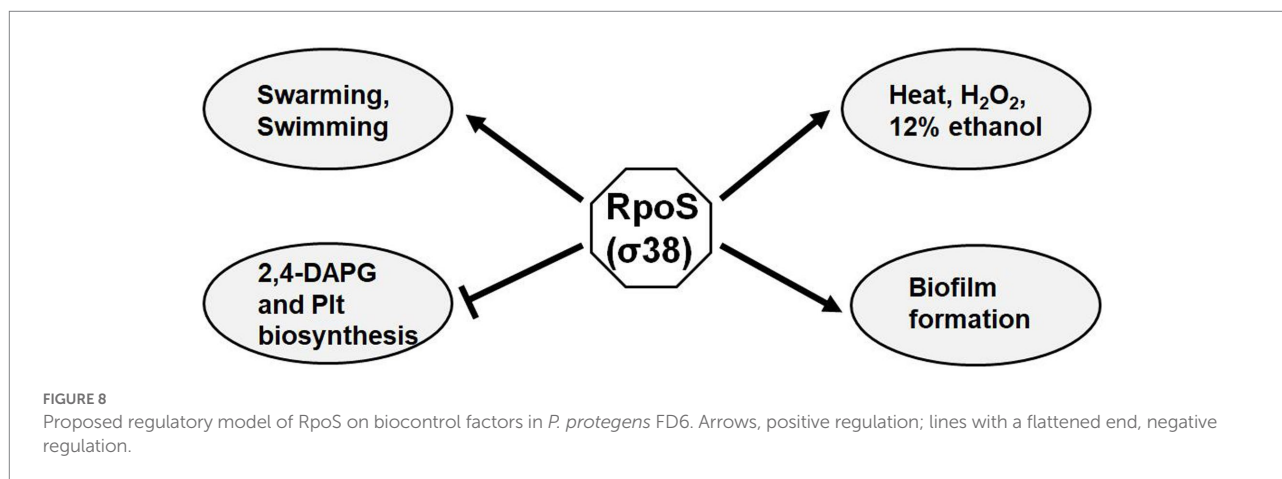 Swarming,
Swimming
Heat, H₂O₂,
12% ethanol
RpoS
(σ38)
2,4-DAPG
and Plt
biosynthesis
Biofilm
formation
FIGURE 8
Proposed regulatory model of RpoS on biocontrol factors in P. protegens FD6. Arrows, positive regulation; lines with a flattened end, negative
regulation.